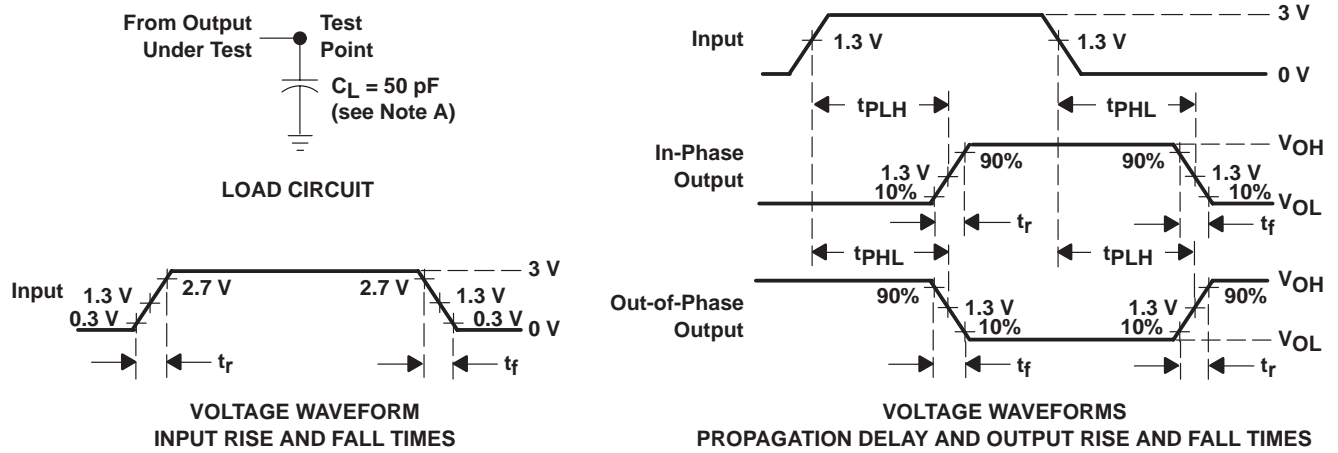 From Output
Under Test
Test
Point
CL = 50 pF
(see Note A)
LOAD CIRCUIT
Input
1.3 V
0.3 V
2.7 V
2.7 V
3 V
1.3 V
0.3 V
0 V
tr
tf
VOLTAGE WAVEFORM
INPUT RISE AND FALL TIMES
Input
1.3 V
1.3 V
3 V
0 V
tPLH
tPHL
In-Phase
Output
1.3 V
10%
90%
90%
1.3 V
10%
VOH
VOL
tr
tf
tPHL
tPLH
Out-of-Phase
Output
90%
1.3 V
10%
1.3 V
10%
90%
VOH
VOL
tf
tr
VOLTAGE WAVEFORMS
PROPAGATION DELAY AND OUTPUT RISE AND FALL TIMES